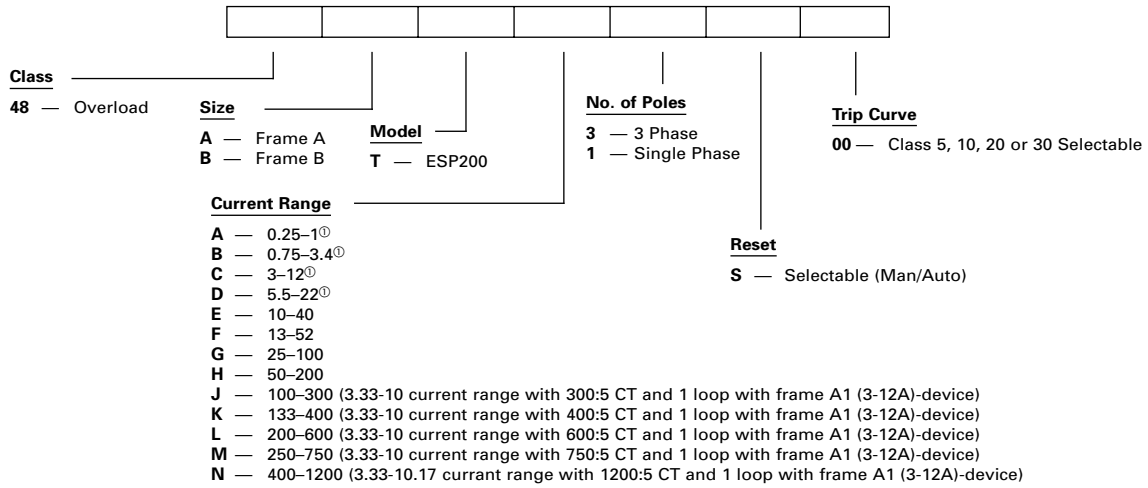 Class
48 — Overload
Size
A — Frame A
B — Frame B
Model
T — ESP200
No. of Poles
3 — 3 Phase
1 — Single Phase
Trip Curve
00 — Class 5, 10, 20 or 30 Selectable
Current Range
A — 0.25–1①
B — 0.75–3.4①
C — 3–12①
D — 5.5–22①
E — 10–40
F — 13–52
G — 25–100
H — 50–200
J — 100–300 (3.33-10 current range with 300:5 CT and 1 loop with frame A1 (3-12A)-device)
K — 133–400 (3.33-10 current range with 400:5 CT and 1 loop with frame A1 (3-12A)-device)
L — 200–600 (3.33-10 current range with 600:5 CT and 1 loop with frame A1 (3-12A)-device)
M — 250–750 (3.33-10 current range with 750:5 CT and 1 loop with frame A1 (3-12A)-device)
N — 400–1200 (3.33-10.17 currant range with 1200:5 CT and 1 loop with frame A1 (3-12A)-device)
Reset
S — Selectable (Man/Auto)